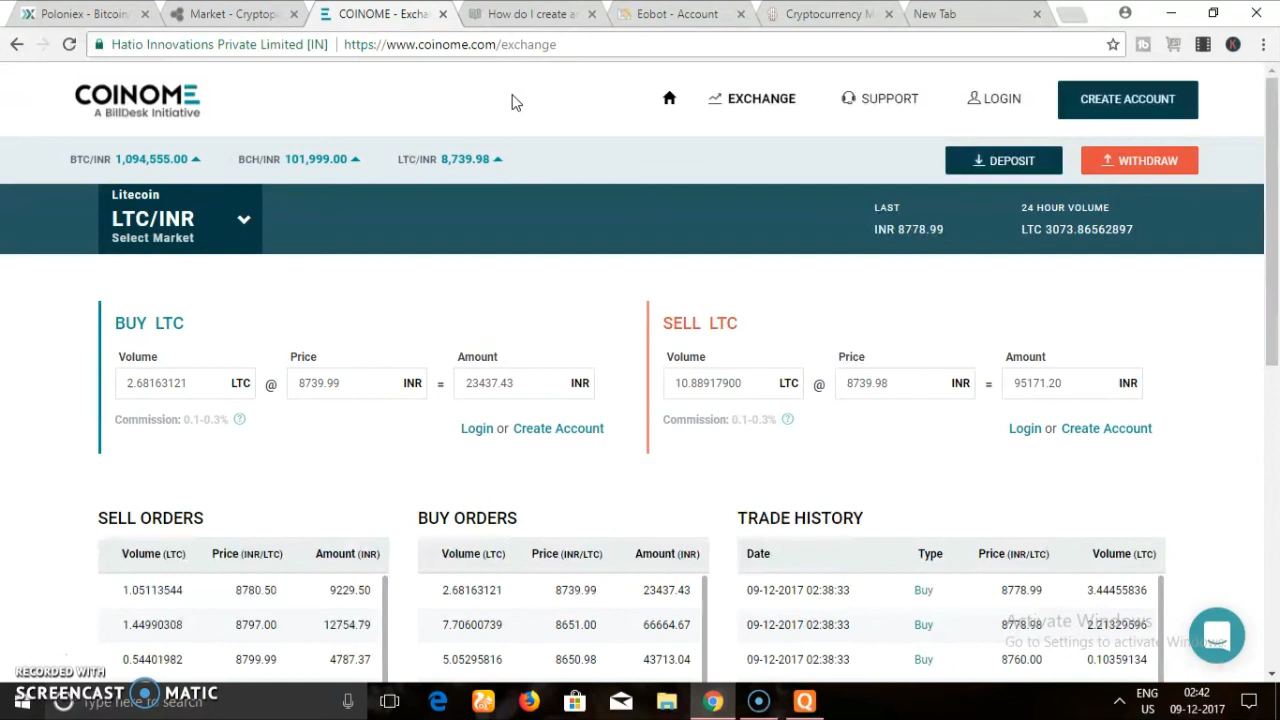 Poloniex - Bitcoin
Market - Cryptopi
COINOME - Excha
How do I create a
Eobot - Account
Cryptocurrency M
New Tab
Hatio Innovations Private Limited [IN]
https://www.coinome.com/exchange
COINOME
A BillDesk Initiative
EXCHANGE
SUPPORT
LOGIN
CREATE ACCOUNT
BTC/INR 1,094,555.00
BCH/INR 101,999.00
LTC/INR 8,739.98
DEPOSIT
WITHDRAW
Litecoin
LTC/INR
Select Market
LAST
INR 8778.99
24 HOUR VOLUME
LTC 3073.86562897
BUY LTC
Volume Price Amount
2.68163121 LTC @ 8739.99 INR = 23437.43 INR
Commission: 0.1-0.3% ?
Login or Create Account
SELL LTC
Volume Price Amount
10.88917900 LTC @ 8739.98 INR = 95171.20 INR
Commission: 0.1-0.3% ?
Login or Create Account
SELL ORDERS
Volume (LTC) Price (INR/LTC) Amount (INR)
1.05113544 8780.50 9229.50
1.44990308 8797.00 12754.79
0.54401982 8799.99 4787.37
BUY ORDERS
Volume (LTC) Price (INR/LTC) Amount (INR)
2.68163121 8739.99 23437.43
7.70600739 8651.00 66664.67
5.05295816 8650.98 43713.04
TRADE HISTORY
Date Type Price (INR/LTC) Volume (LTC)
09-12-2017 02:38:33 Buy 8778.99 3.44455836
09-12-2017 02:38:33 Buy 8778.98 2.21329596
09-12-2017 02:38:33 Buy 8760.00 0.10359134
Activate Windows
Go to Settings to activate Windows.
RECORDED WITH
SCREENCAST MATIC
Type here to search
ENG
US
02:42
09-12-2017